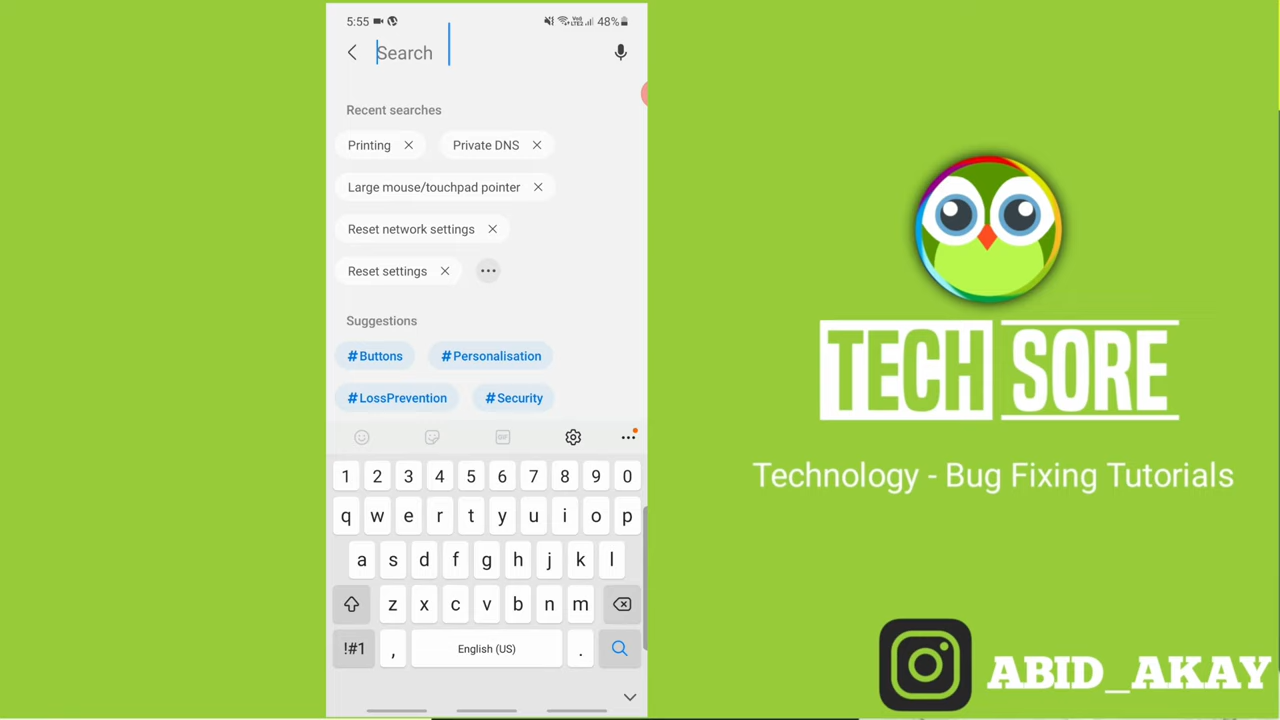 5:55 48%
Search
Recent searches
Printing
Private DNS
Large mouse/touchpad pointer
Reset network settings
Reset settings
Suggestions
#Buttons
#Personalisation
#LossPrevention
#Security
GIF
1 2 3 4 5 6 7 8 9 0
q w e r t y u i o p
a s d f g h j k l
z x c v b n m
!#1 , English (US) .
TECH SORE
Technology - Bug Fixing Tutorials
ABID_AKAY